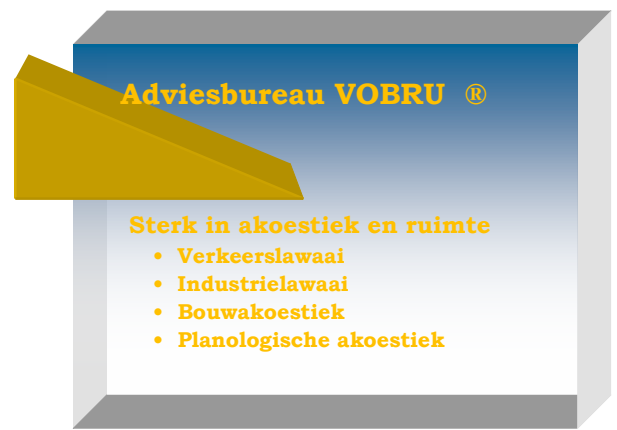 Adviesbureau VOBRU ®
Sterk in akoestiek en ruimte
• Verkeerslawaai
• Industrielawaai
• Bouwakoestiek
• Planologische akoestiek